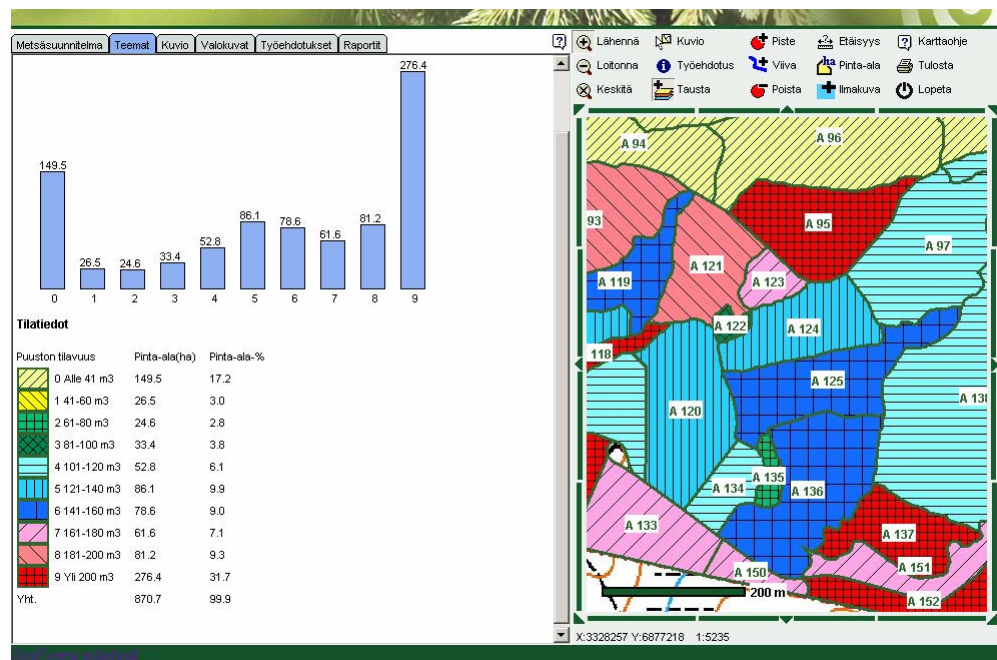 Metsäsuunnitelma Teemat Kuvio Valokuvat Työehdotukset Raportit
276.4
149.5
26.5
24.6
33.4
52.8
86.1
78.6
61.6
81.2
0 1 2 3 4 5 6 7 8 9
Tilatiedot
Puuston tilavuus Pinta-ala(ha) Pinta-ala-%
0 Alle 41 m3 149.5 17.2
1 41-60 m3 26.5 3.0
2 61-80 m3 24.6 2.8
3 81-100 m3 33.4 3.8
4 101-120 m3 52.8 6.1
5 121-140 m3 86.1 9.9
6 141-160 m3 78.6 9.0
7 161-180 m3 61.6 7.1
8 181-200 m3 81.2 9.3
9 Yli 200 m3 276.4 31.7
Yht. 870.7 99.9
Lähennä Kuvio Piste Etäisyys Karttaohje
Loitonna Työehdotus Viiva ha Pinta-ala Tulosta
Keskitä Tausta Poista Ilmakuva Lopeta
A 94
A 96
93
A 95
A 97
A 121
A 119
A 123
A 122
A 124
118
A 125
A 138
A 120
A 135
A 134
A 136
A 133
A 137
A 150
A 151
200 m
A 152
X:3328257 Y:6877218 1:5235